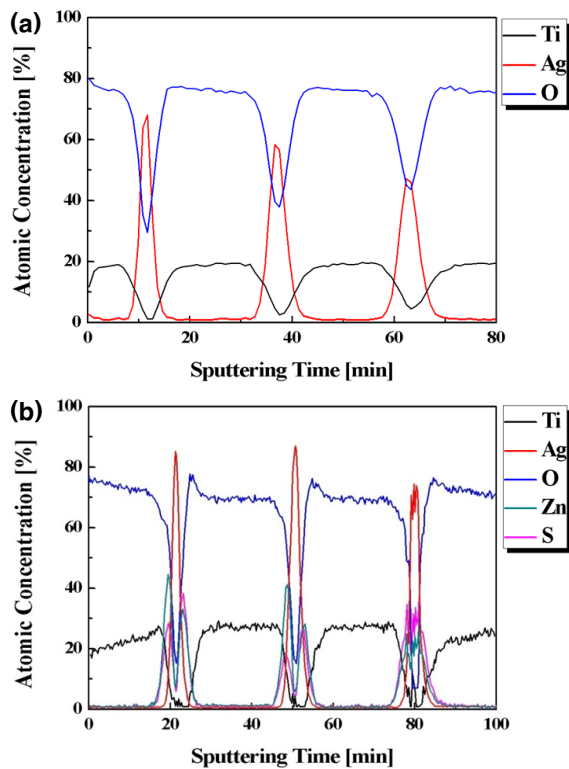 (a)
Atomic Concentration [%]
100
80
60
40
20
0
0 20 40 60 80
Sputtering Time [min]
Ti
Ag
O
(b)
Atomic Concentration [%]
100
80
60
40
20
0
0 20 40 60 80 100
Sputtering Time [min]
Ti
Ag
O
Zn
S